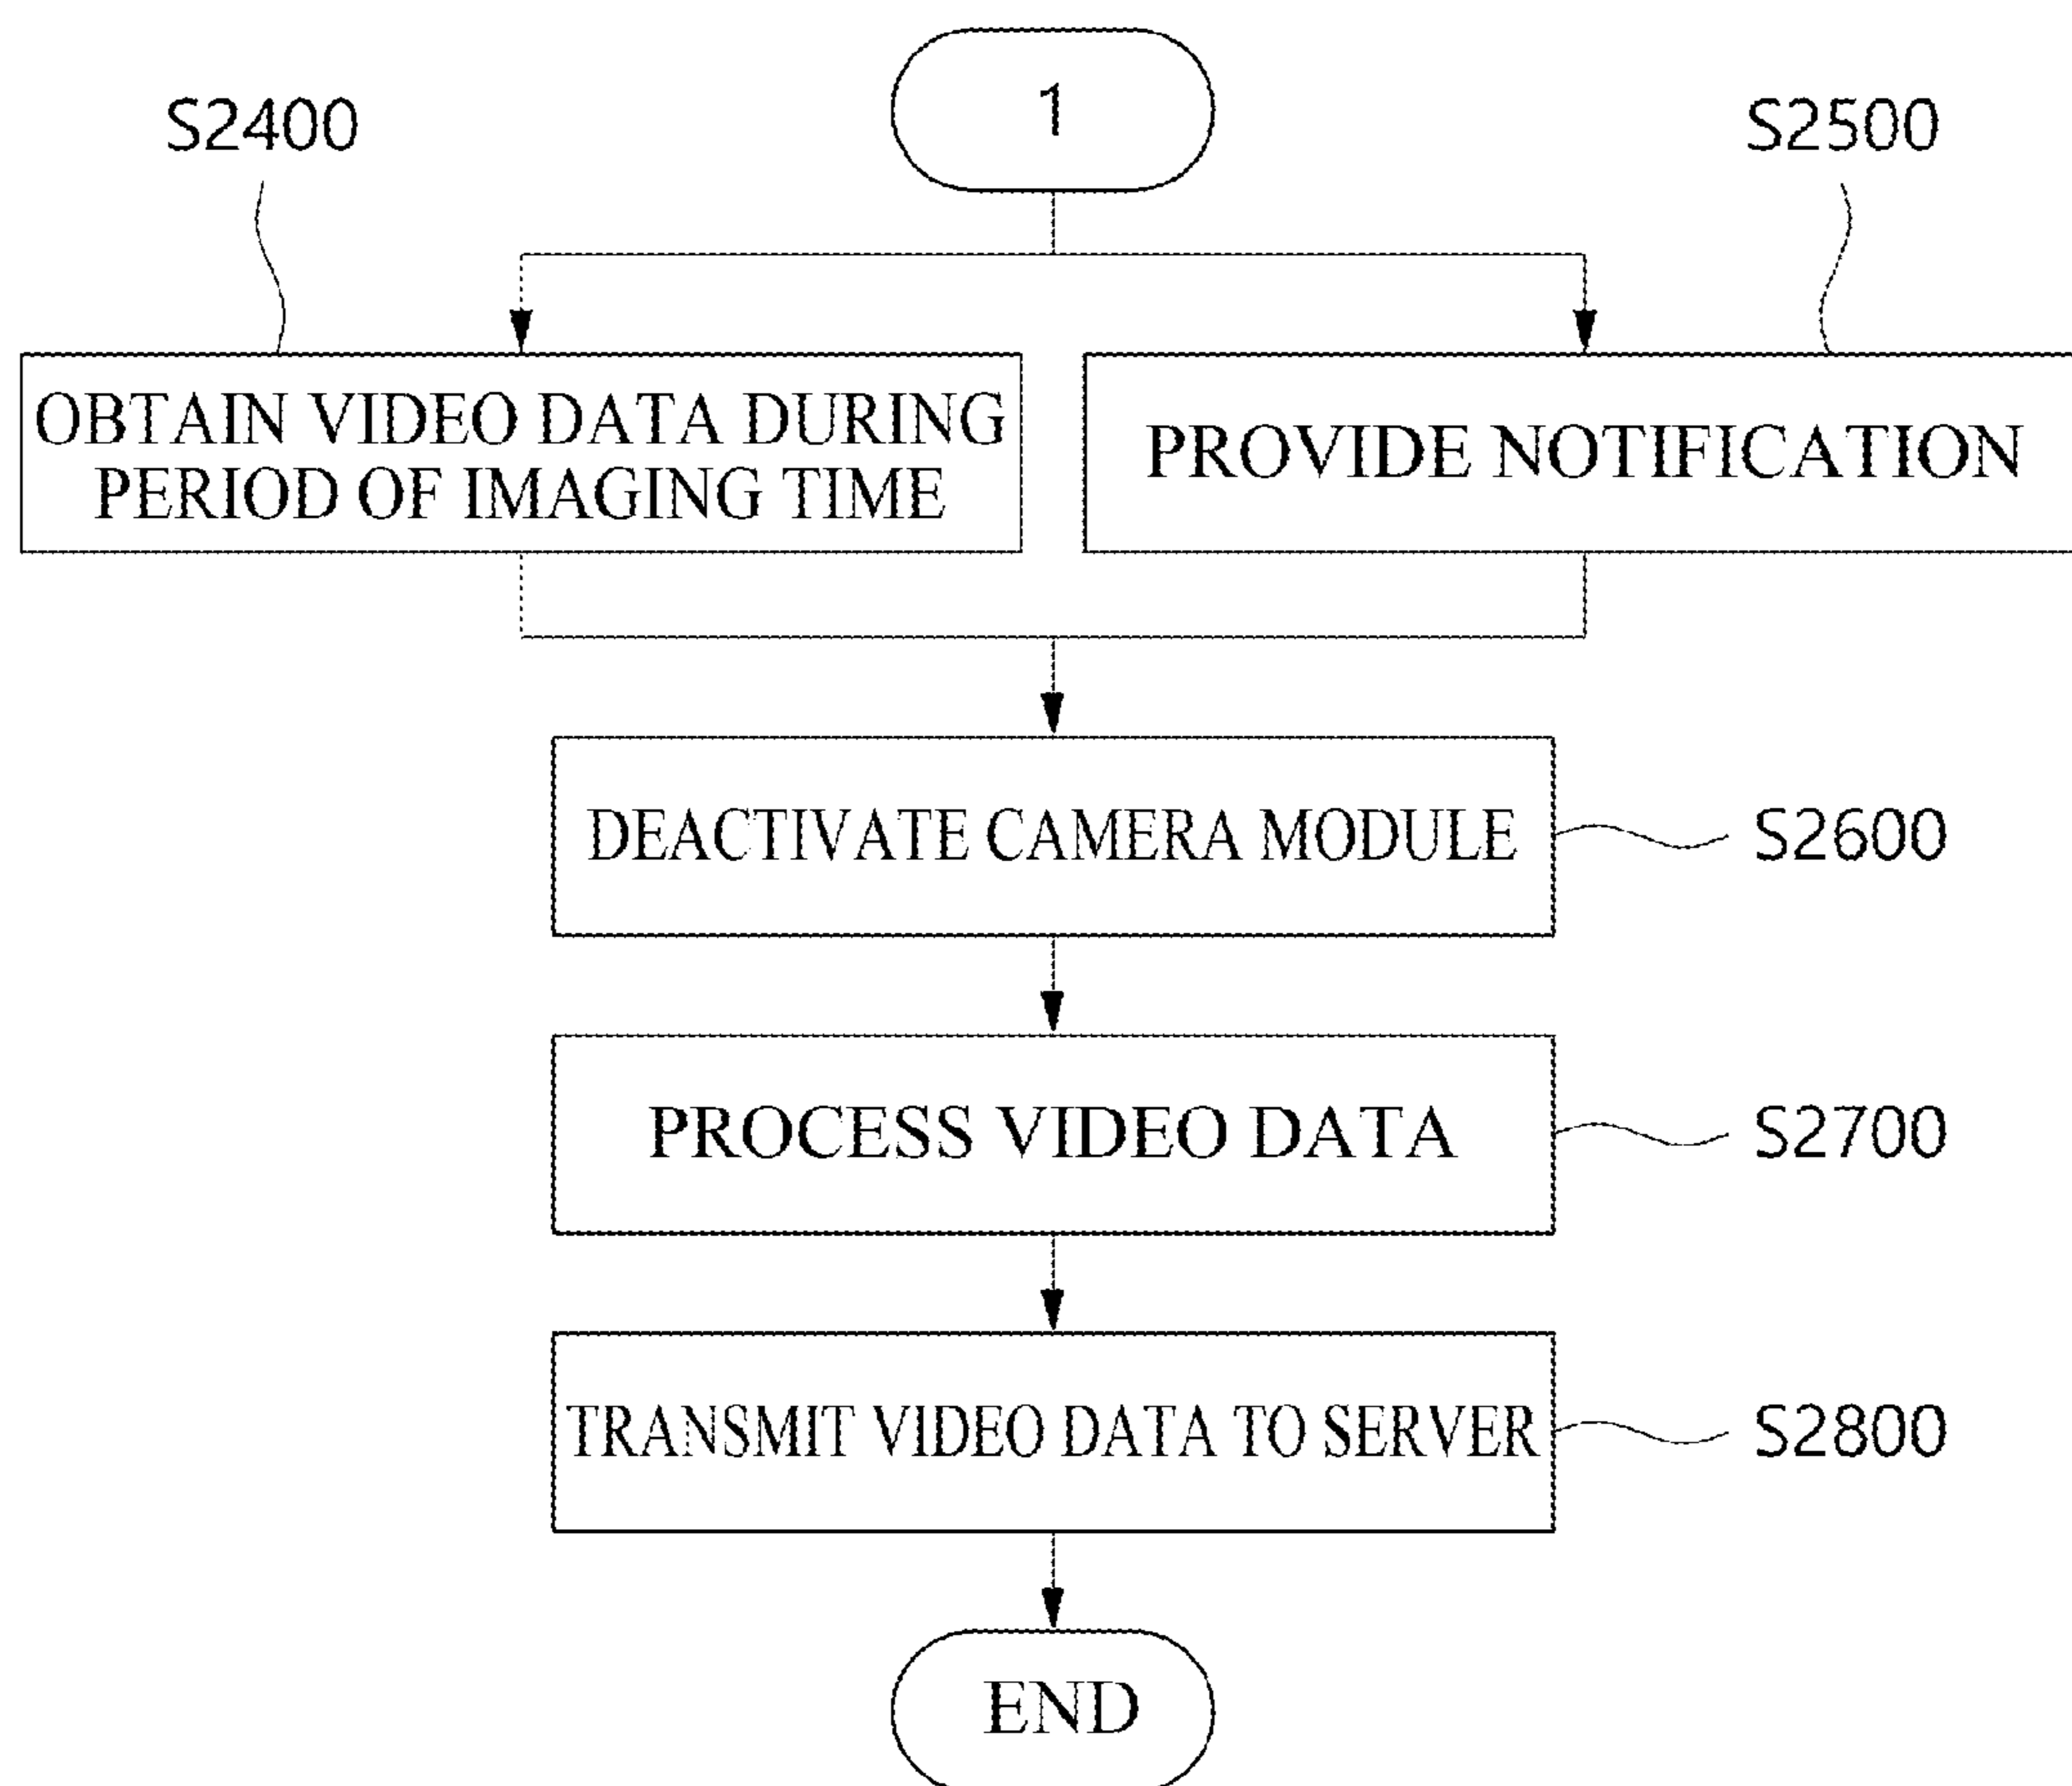 1
S2400
S2500
OBTAIN VIDEO DATA DURING
PERIOD OF IMAGING TIME
PROVIDE NOTIFICATION
DEACTIVATE CAMERA MODULE
S2600
PROCESS VIDEO DATA
S2700
TRANSMIT VIDEO DATA TO SERVER
S2800
END